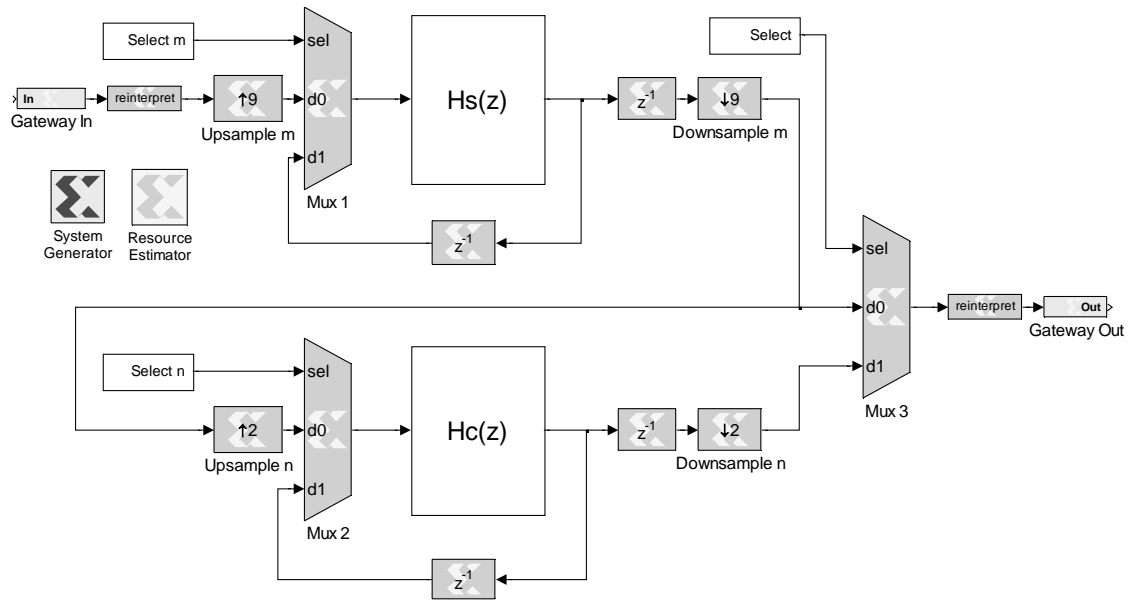 Select m
sel
In
reinterpret
↑9
d0
Hs(z)
z⁻¹
↓9
Gateway In
Upsample m
d1
Downsample m
Mux 1
z⁻¹
System
Generator
Resource
Estimator
Select
sel
d0
reinterpret
Out
Gateway Out
d1
Mux 3
Select n
sel
↑2
d0
Hc(z)
z⁻¹
↓2
Upsample n
d1
Downsample n
Mux 2
z⁻¹